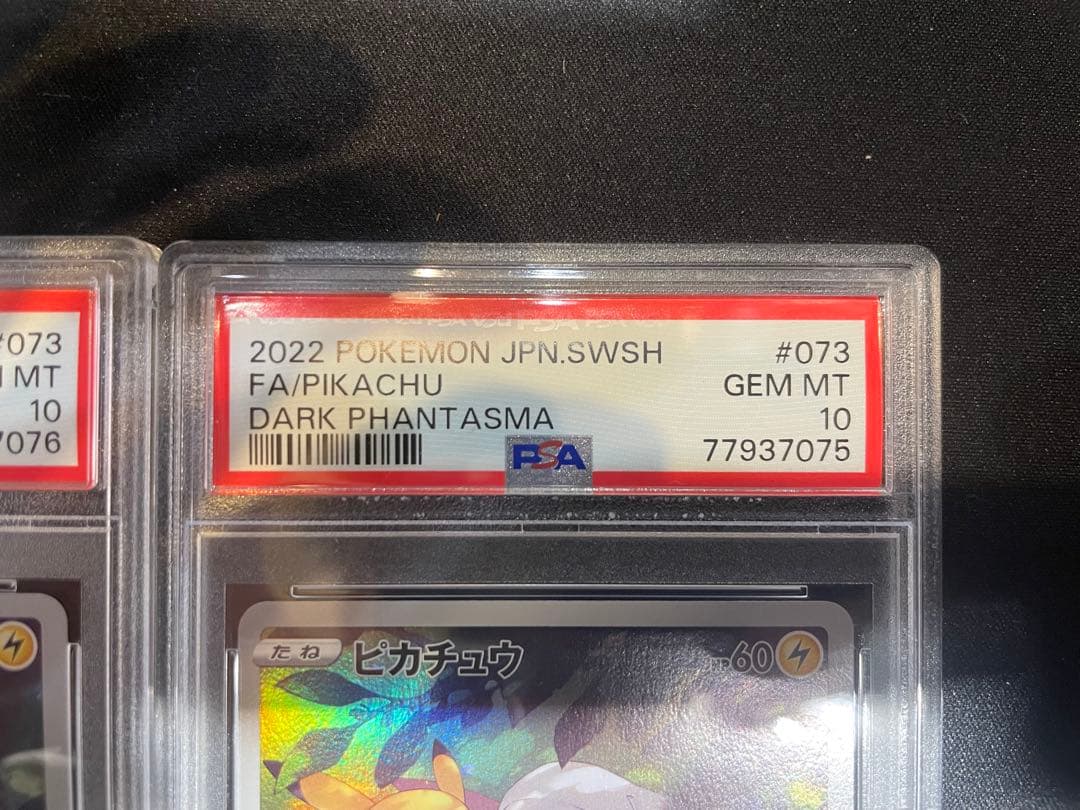 #073
MT
10
7076
2022 POKEMON JPN.SWSH #073
FA/PIKACHU GEM MT
DARK PHANTASMA 10
PSA 77937075
たね ピカチュウ HP60